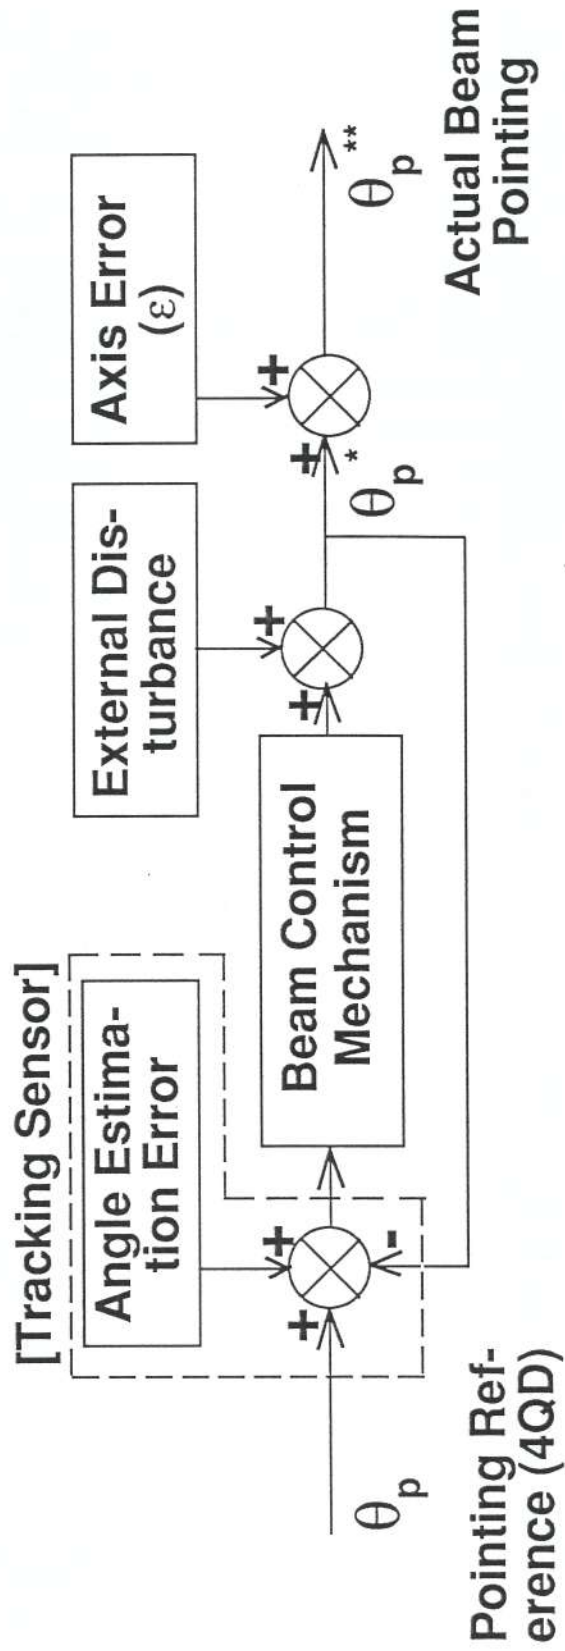 [Tracking Sensor]
Angle Estima-
tion Error
External Dis-
turbance
Axis Error
(ε)
+
+
-
Beam Control
Mechanism
+
+
+
+
θp
θp*
θp**
Pointing Ref-
erence (4QD)
Actual Beam
Pointing